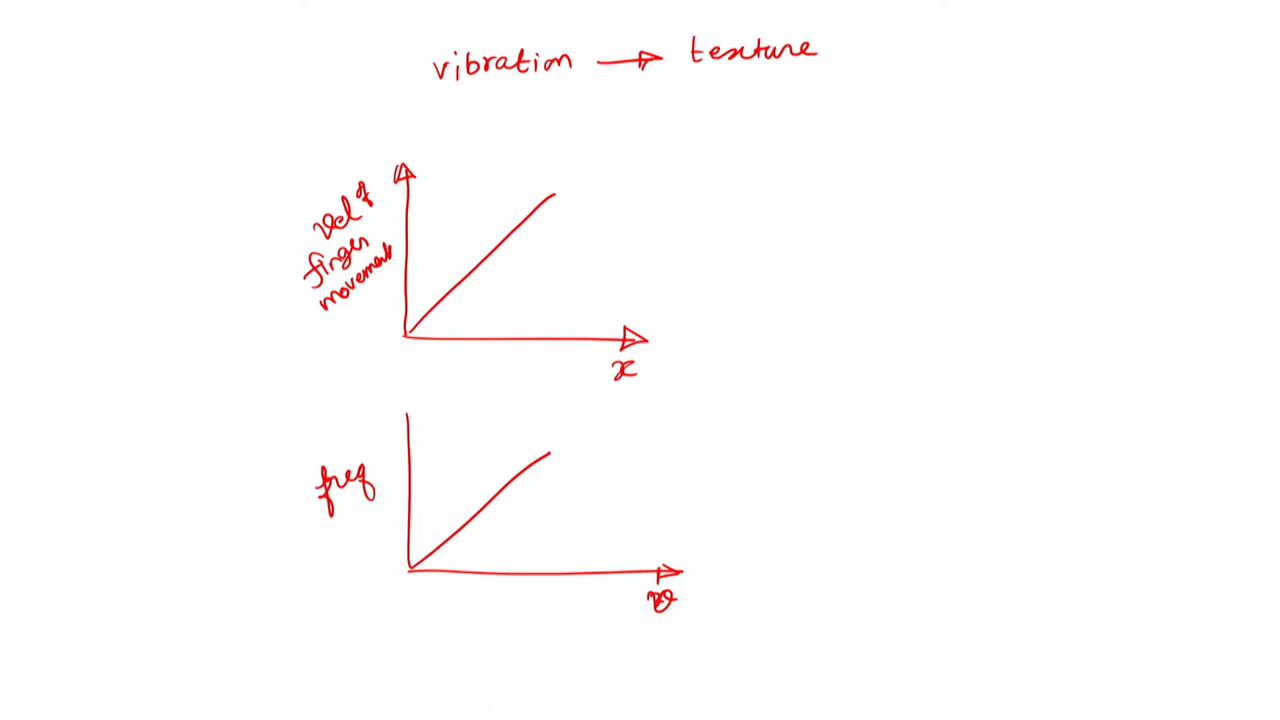 vibration → texture
vel of
finger
movement
x
freq
v